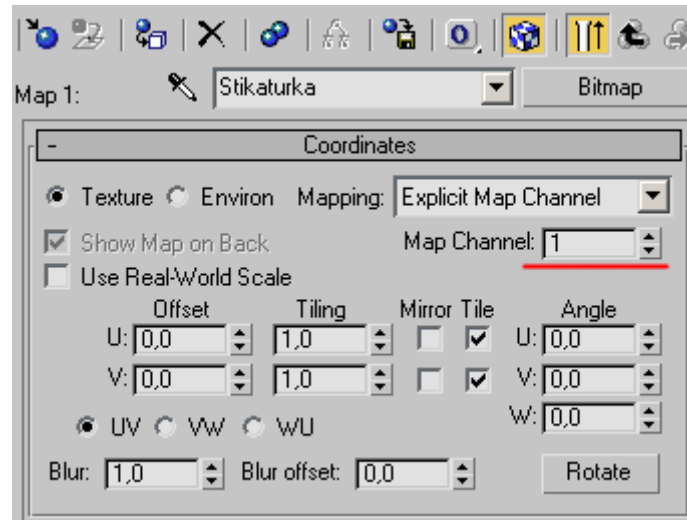 Map 1: Stikaturka Bitmap
- Coordinates
Texture Environ Mapping: Explicit Map Channel
Show Map on Back Map Channel: 1
Use Real-World Scale
Offset Tiling Mirror Tile Angle
U: 0,0 1,0 U: 0,0
V: 0,0 1,0 V: 0,0
W: 0,0
UV VW WU
Blur: 1,0 Blur offset: 0,0 Rotate